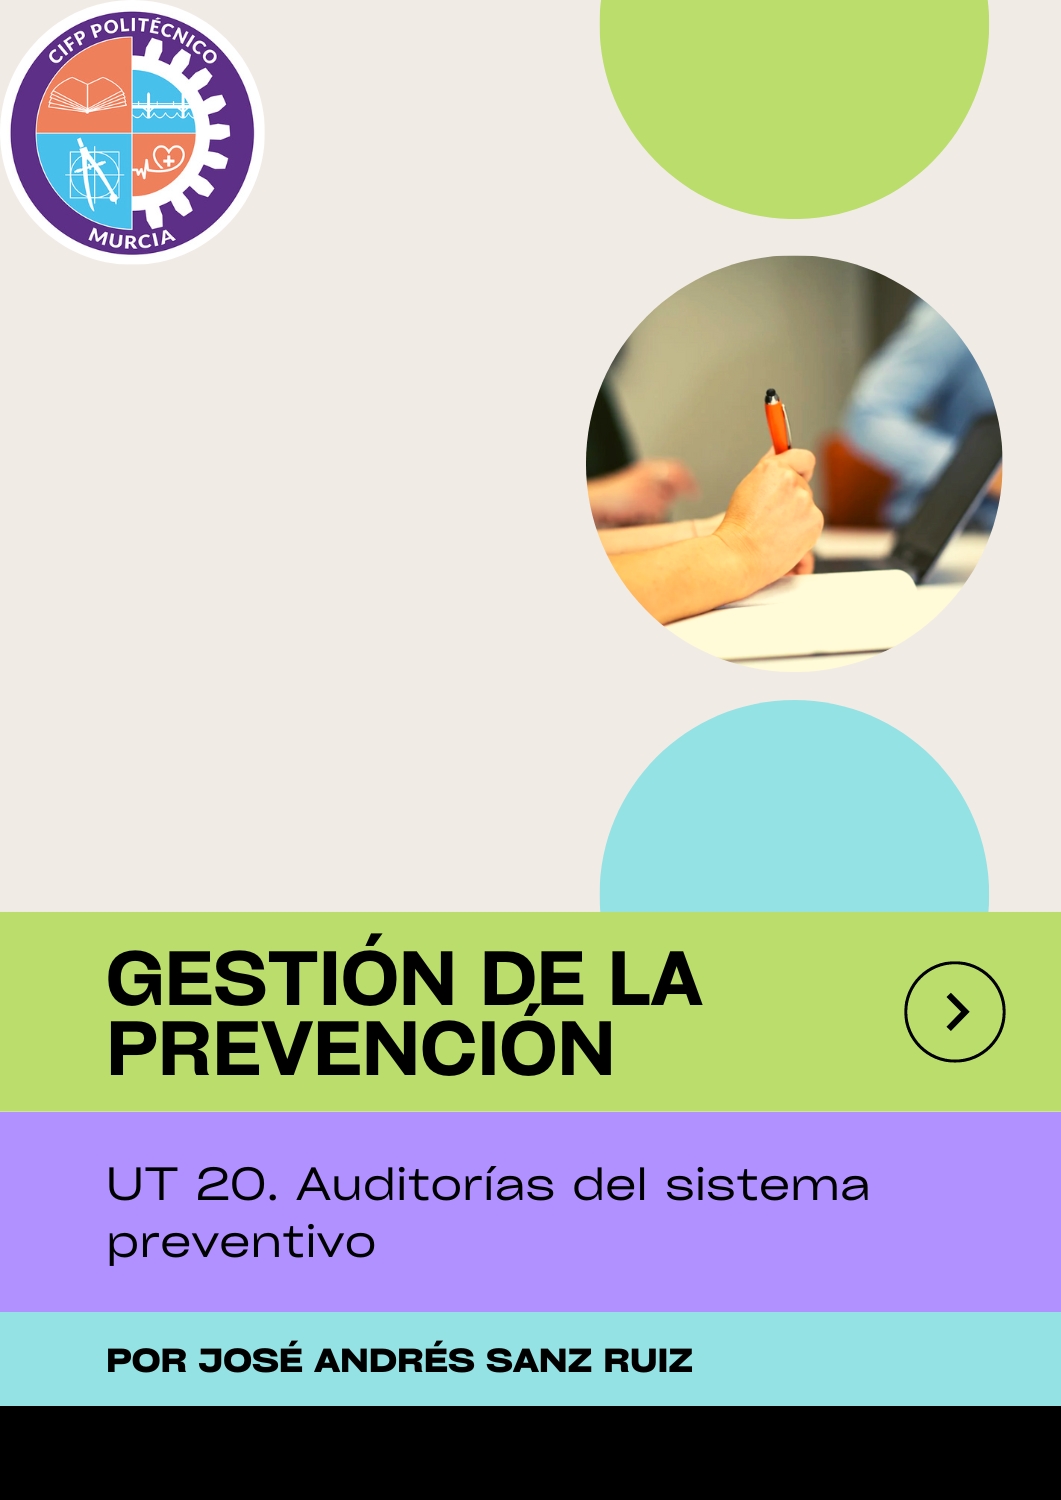 CIFP POLITÉCNICO
MURCIA
GESTIÓN DE LA
PREVENCIÓN
UT 20. Auditorías del sistema
preventivo
POR JOSÉ ANDRÉS SANZ RUIZ